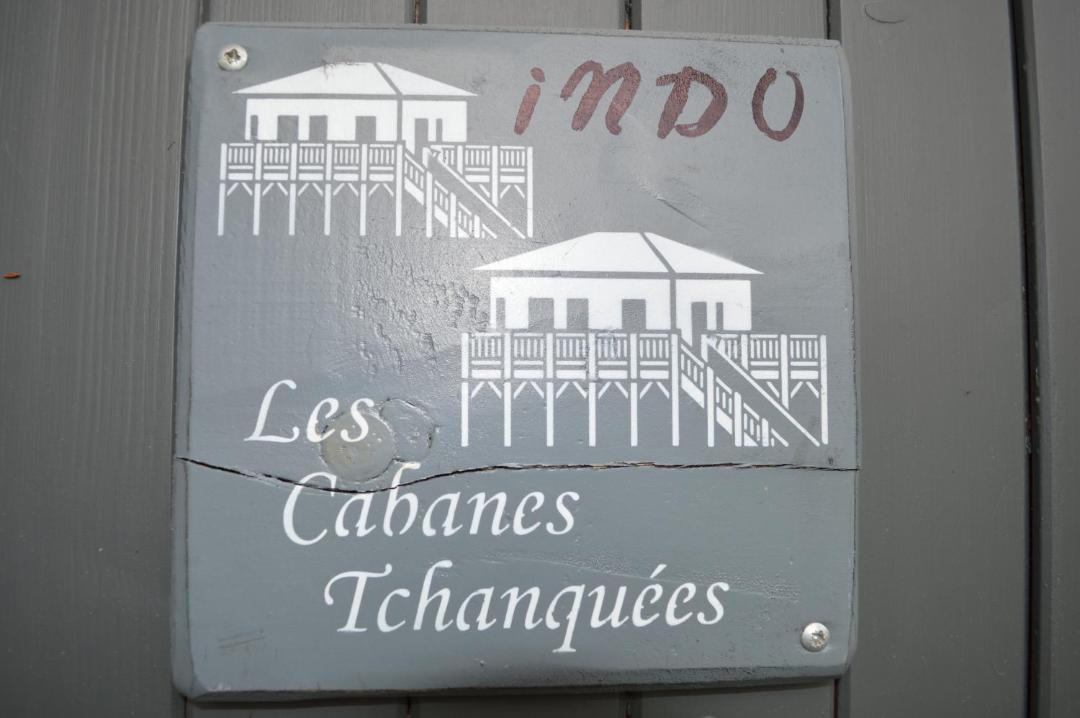 iNDO
Les
Cabanes
Tchanquées